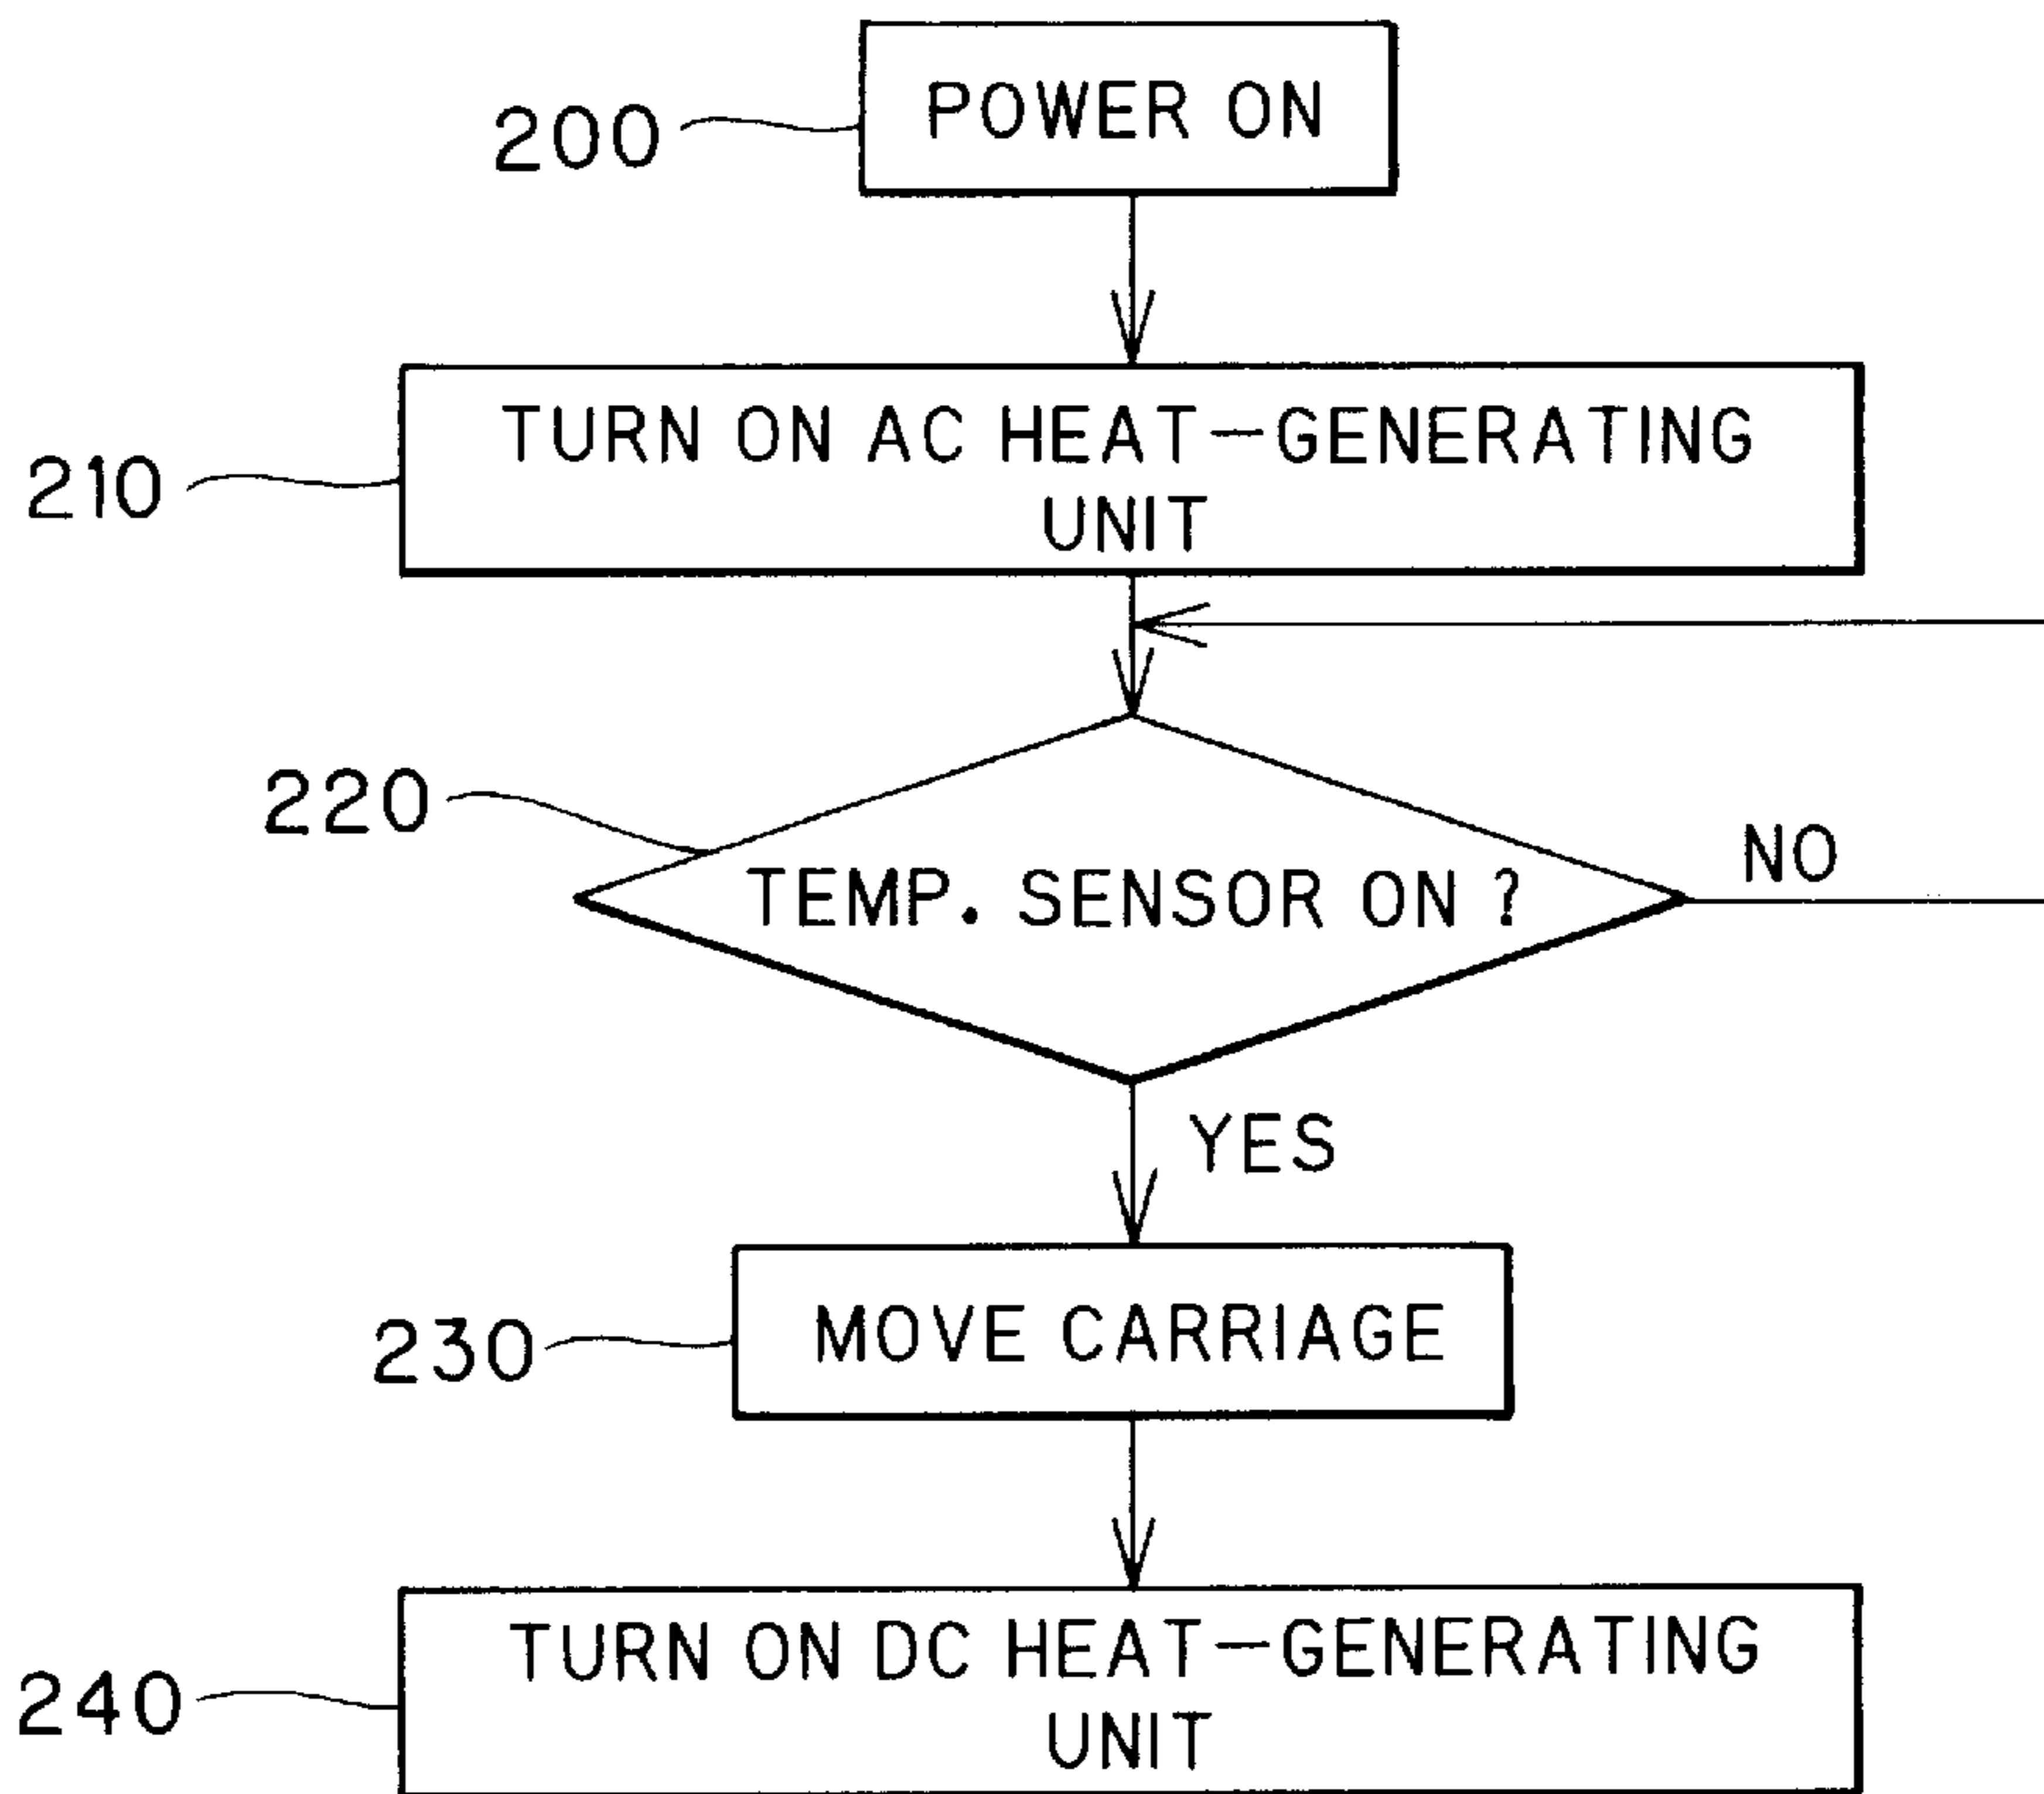 200
POWER ON
210
TURN ON AC HEAT-GENERATING
UNIT
220
TEMP. SENSOR ON ?
NO
YES
230
MOVE CARRIAGE
240
TURN ON DC HEAT-GENERATING
UNIT